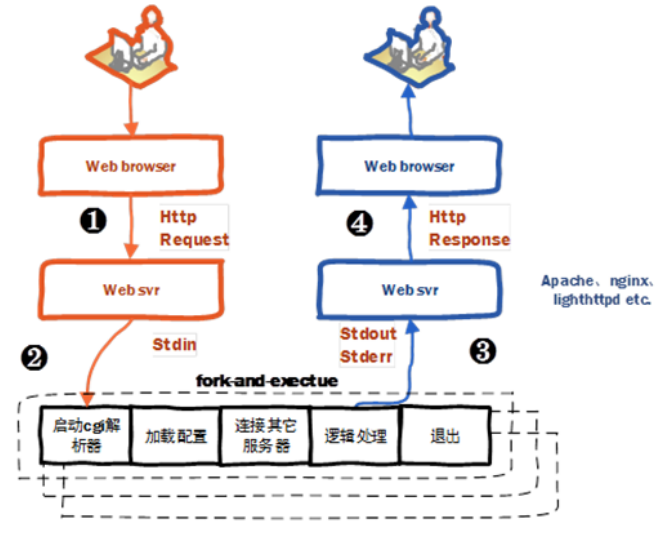 Web browser
Web browser
❶
Http
Request
❹
Http
Response
Web svr
Web svr
Apache、nginx、
lighthttpd etc.
❷
Stdin
Stdout
Stderr
❸
fork-and-exectue
启动cgi解
析器
加载配置
连接其它
服务器
逻辑处理
退出